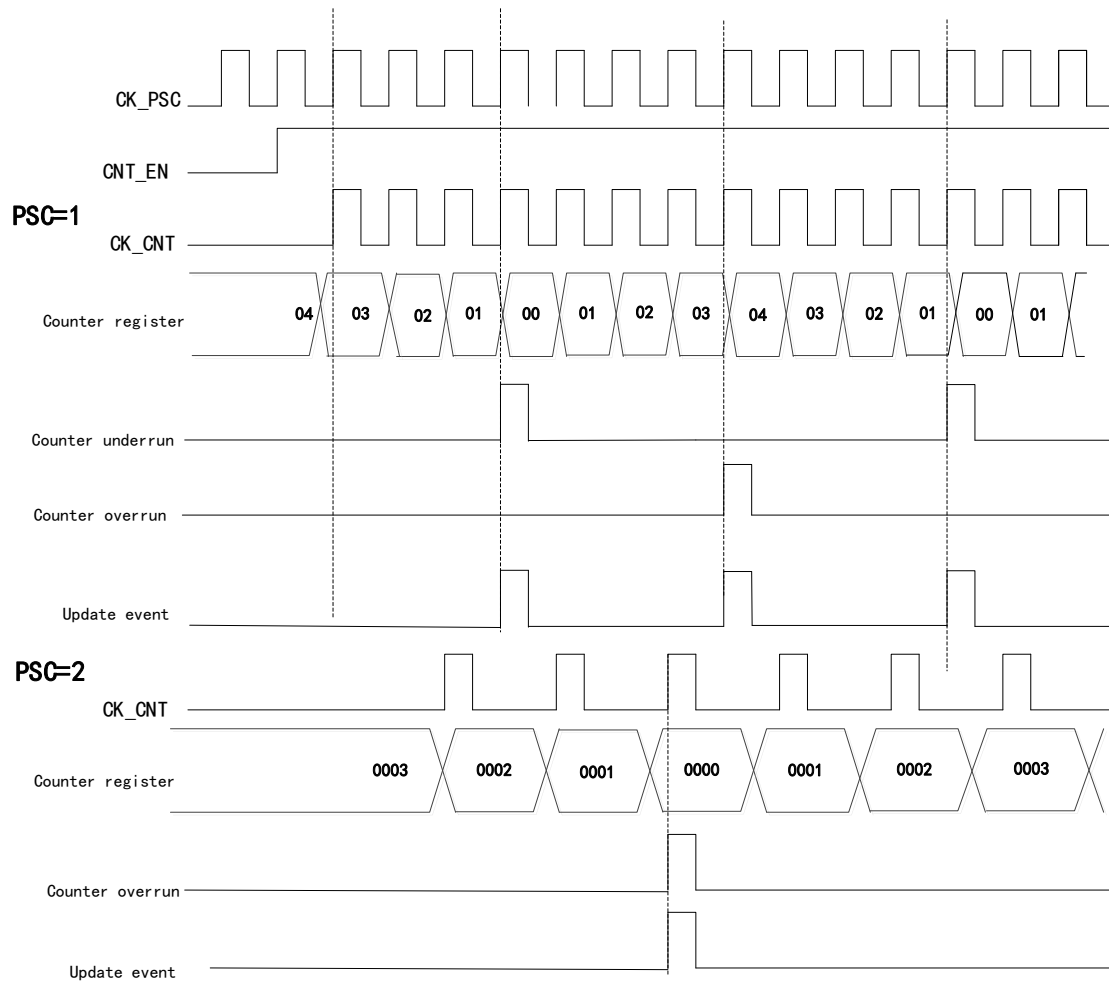 CK_PSC
CNT_EN
PSC=1
CK_CNT
Counter register 04 03 02 01 00 01 02 03 04 03 02 01 00 01
Counter underrun
Counter overrun
Update event
PSC=2
CK_CNT
Counter register 0003 0002 0001 0000 0001 0002 0003
Counter overrun
Update event